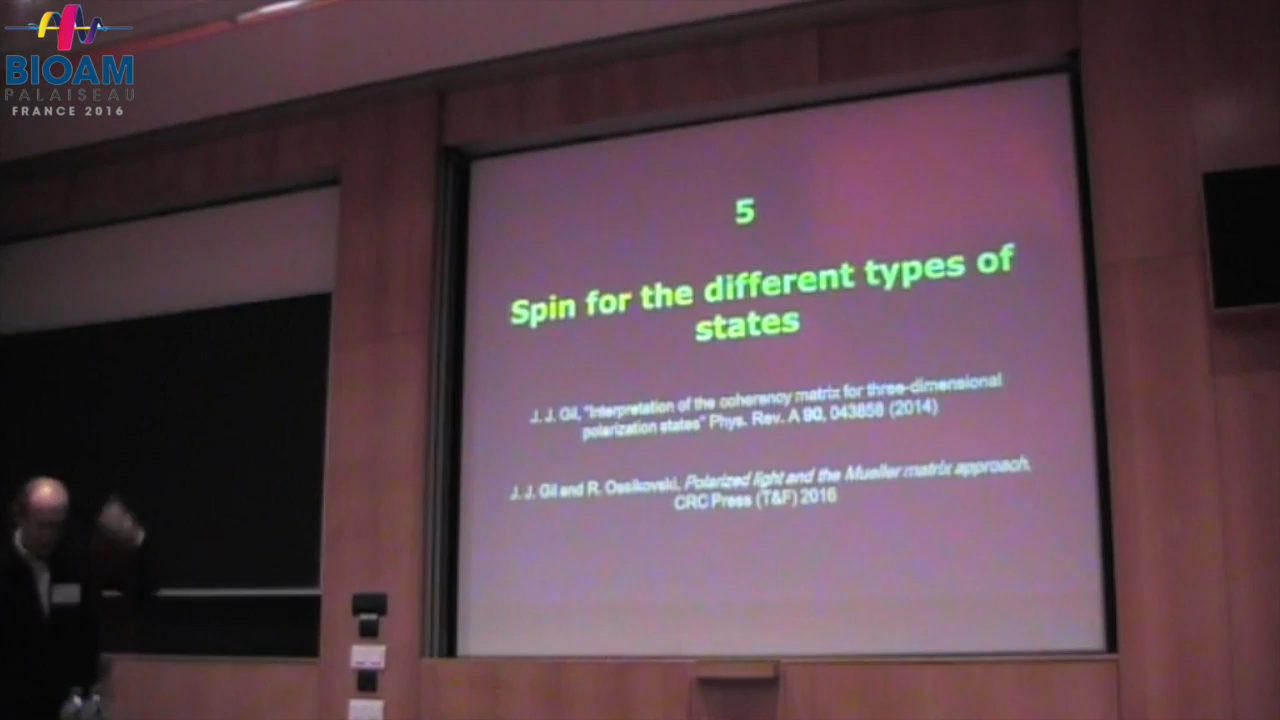 BIOAM
PALAISEAU
FRANCE 2016
5
Spin for the different types of
states
J. J. Gil, "Interpretation of the coherency matrix for three-dimensional
polarization states" Phys. Rev. A 90, 043858 (2014)
J. J. Gil and R. Ossikovski, Polarized light and the Mueller matrix approach,
CRC Press (T&F) 2016